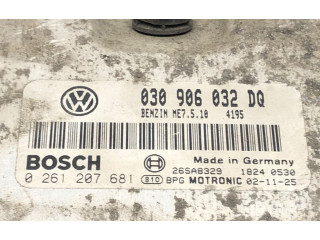 030 906 032 DQ
BENZIN ME7.5.10 4195
BOSCH
Made in Germany
26SA8329 1824 0530
0 261 207 681
S10 BPG MOTRONIC 02-11-25